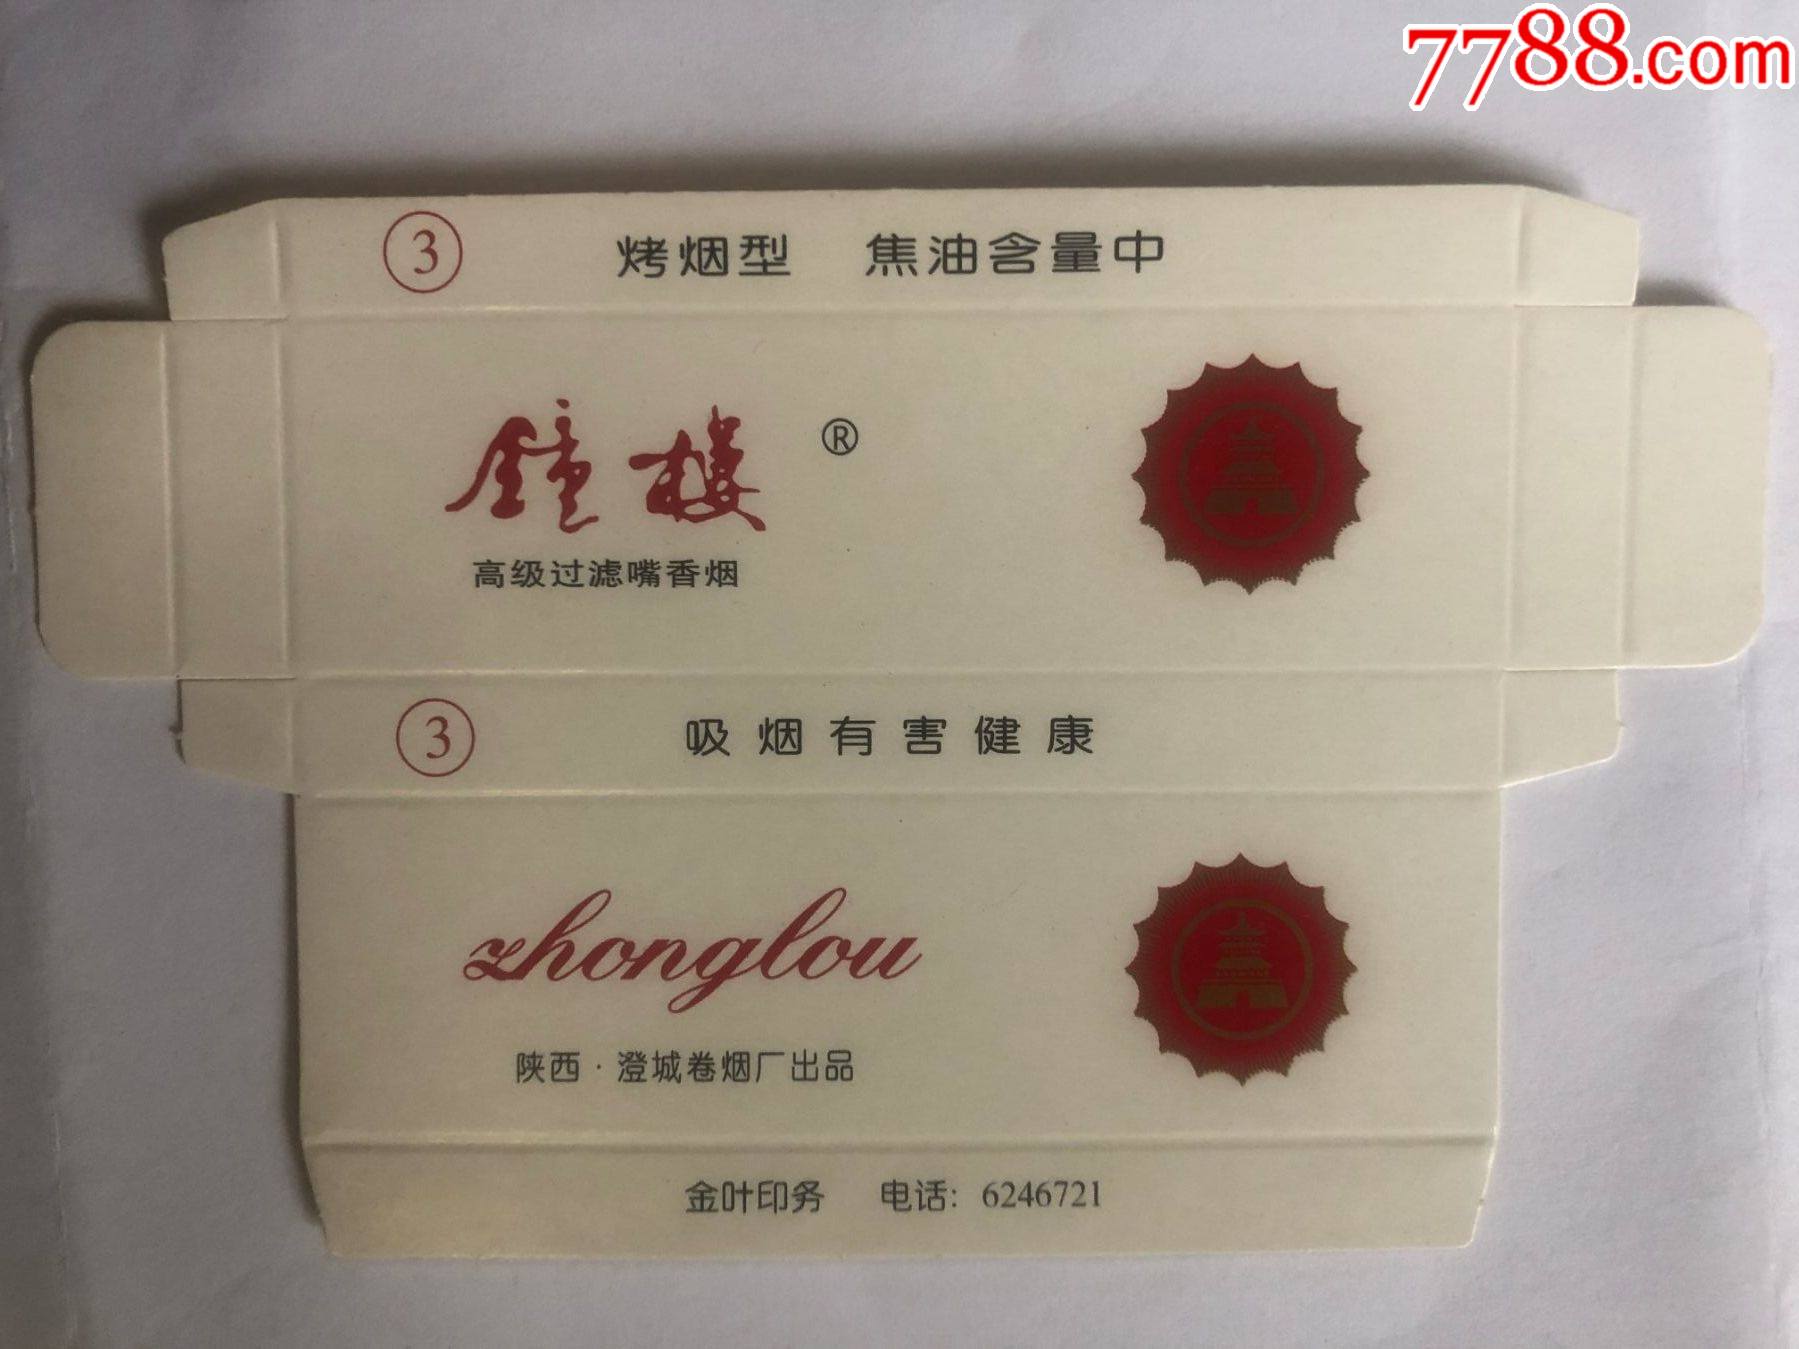 7788.com
③ 烤烟型 焦油含量中
鐘楼 ®
高级过滤嘴香烟
③ 吸烟有害健康
zhonglou
陕西·澄城卷烟厂出品
金叶印务 电话: 6246721